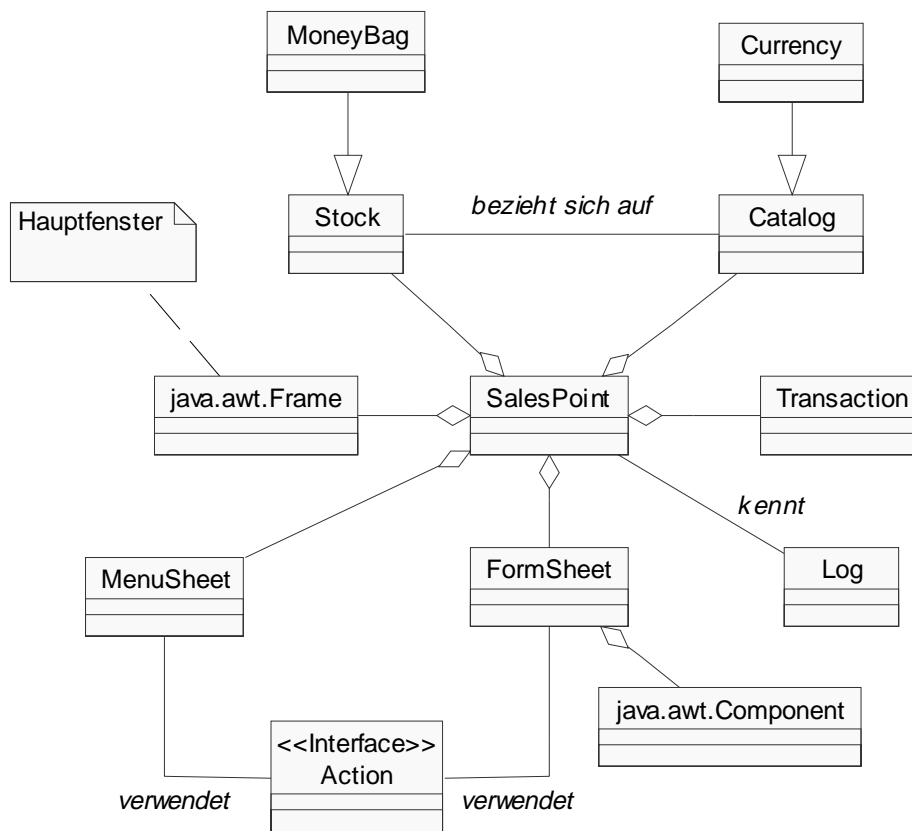 MoneyBag
Currency
Stock
bezieht sich auf
Catalog
Hauptfenster
java.awt.Frame
SalesPoint
Transaction
kennt
MenuSheet
FormSheet
Log
java.awt.Component
<<Interface>>
Action
verwendet
verwendet